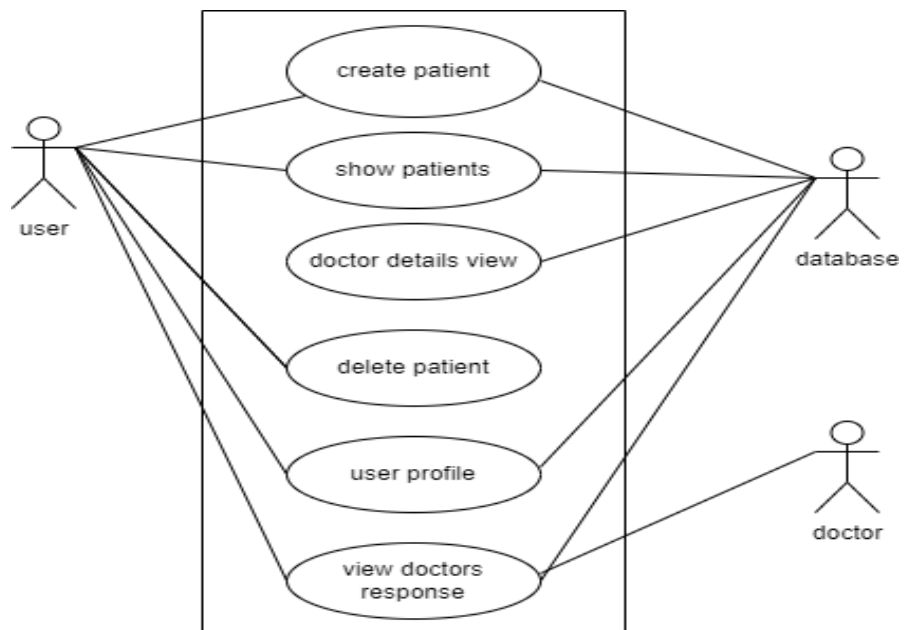 create patient
show patients
user
doctor details view
database
delete patient
user profile
doctor
view doctors
response